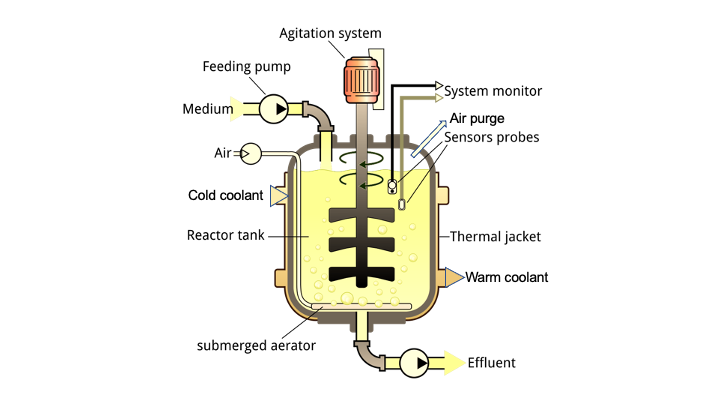 Agitation system
Feeding pump
System monitor
Medium
Air purge
Sensors probes
Air
Cold coolant
Reactor tank
Thermal jacket
Warm coolant
submerged aerator
Effluent